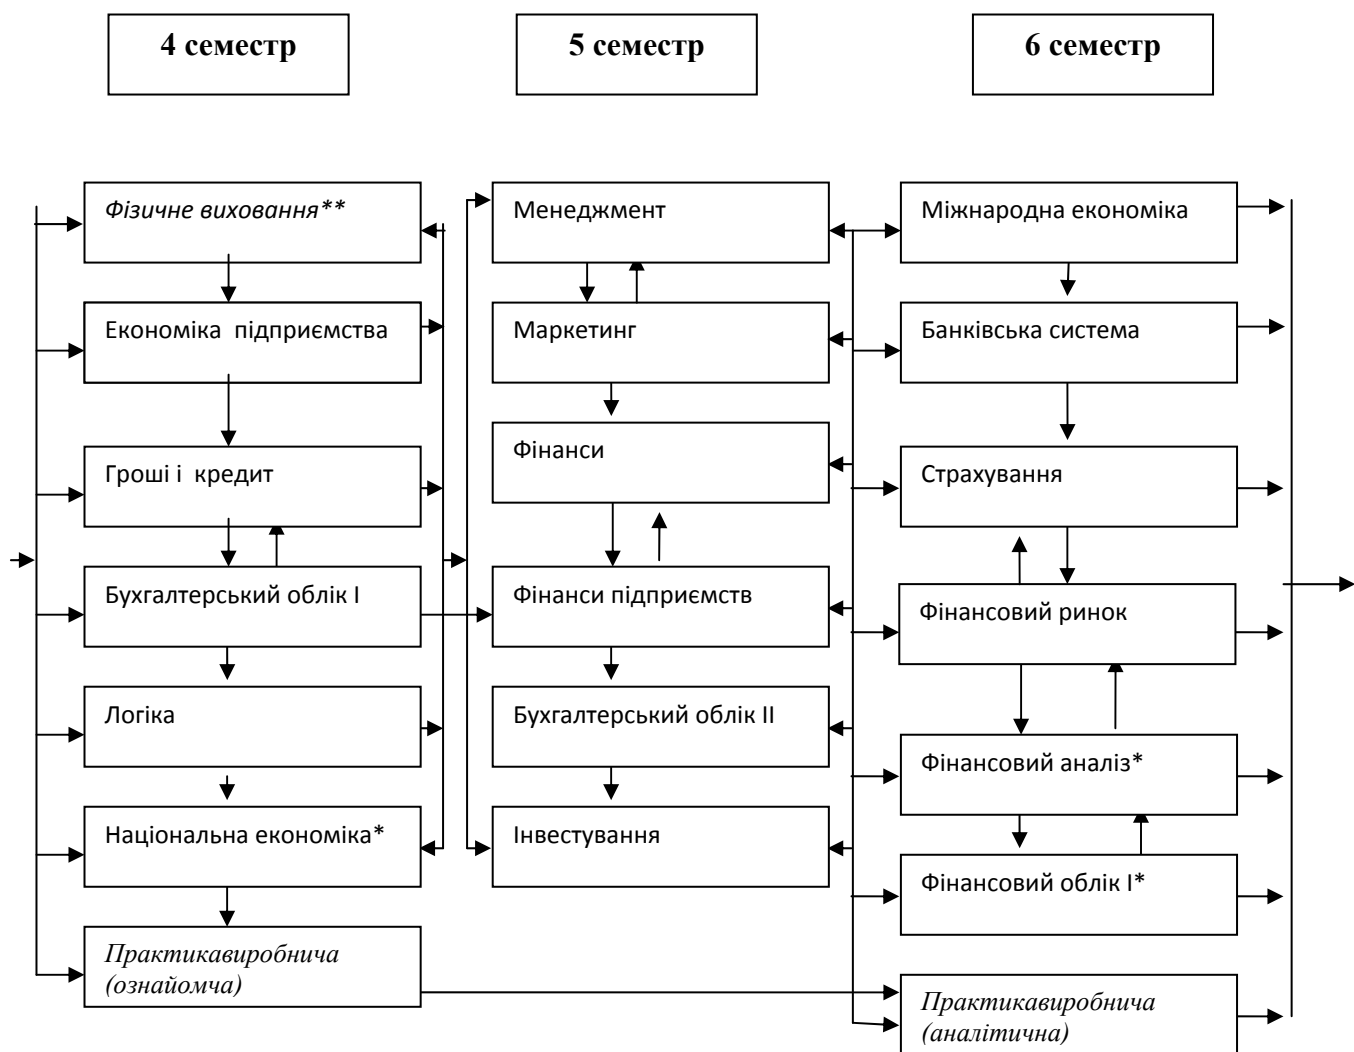 4 семестр
5 семестр
6 семестр
Фізичне виховання**
Економіка  підприємства
Гроші і  кредит
Бухгалтерський облік І
Логіка
Національна економіка*
Практикавиробнича
(ознайомча)
Менеджмент
Маркетинг
Фінанси
Фінанси підприємств
Бухгалтерський облік ІІ
Інвестування
Міжнародна економіка
Банківська система
Страхування
Фінансовий ринок
Фінансовий аналіз*
Фінансовий облік І*
Практикавиробнича
(аналітична)